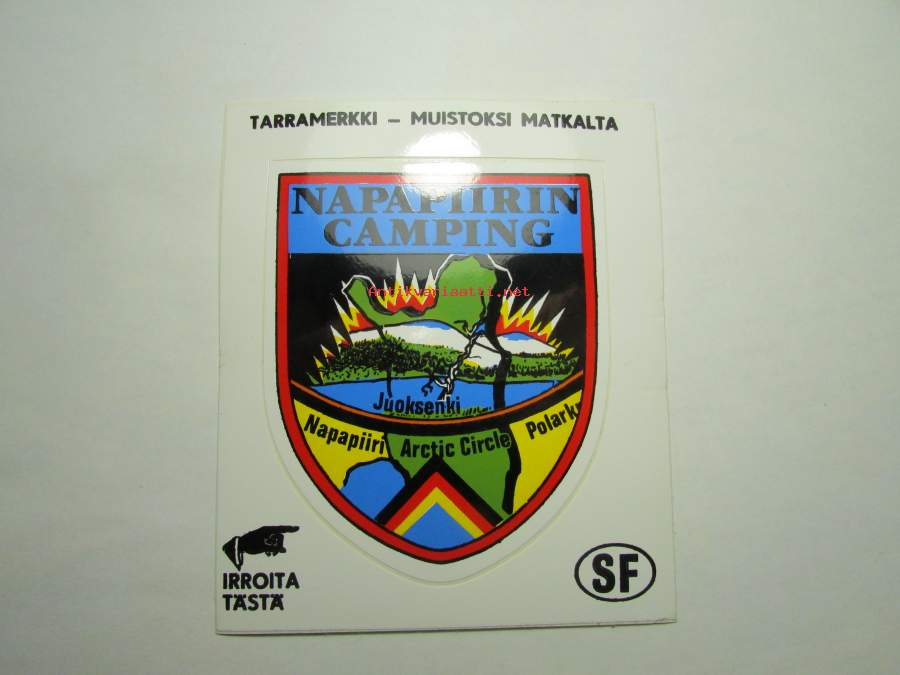 TARRAMERKKI – MUISTOKSI MATKALTA
NAPAPIIRIN
CAMPING
Antikvariaatti.net
Juoksenki
Napapiiri Arctic Circle Polark
IRROITA
TÄSTÄ
SF